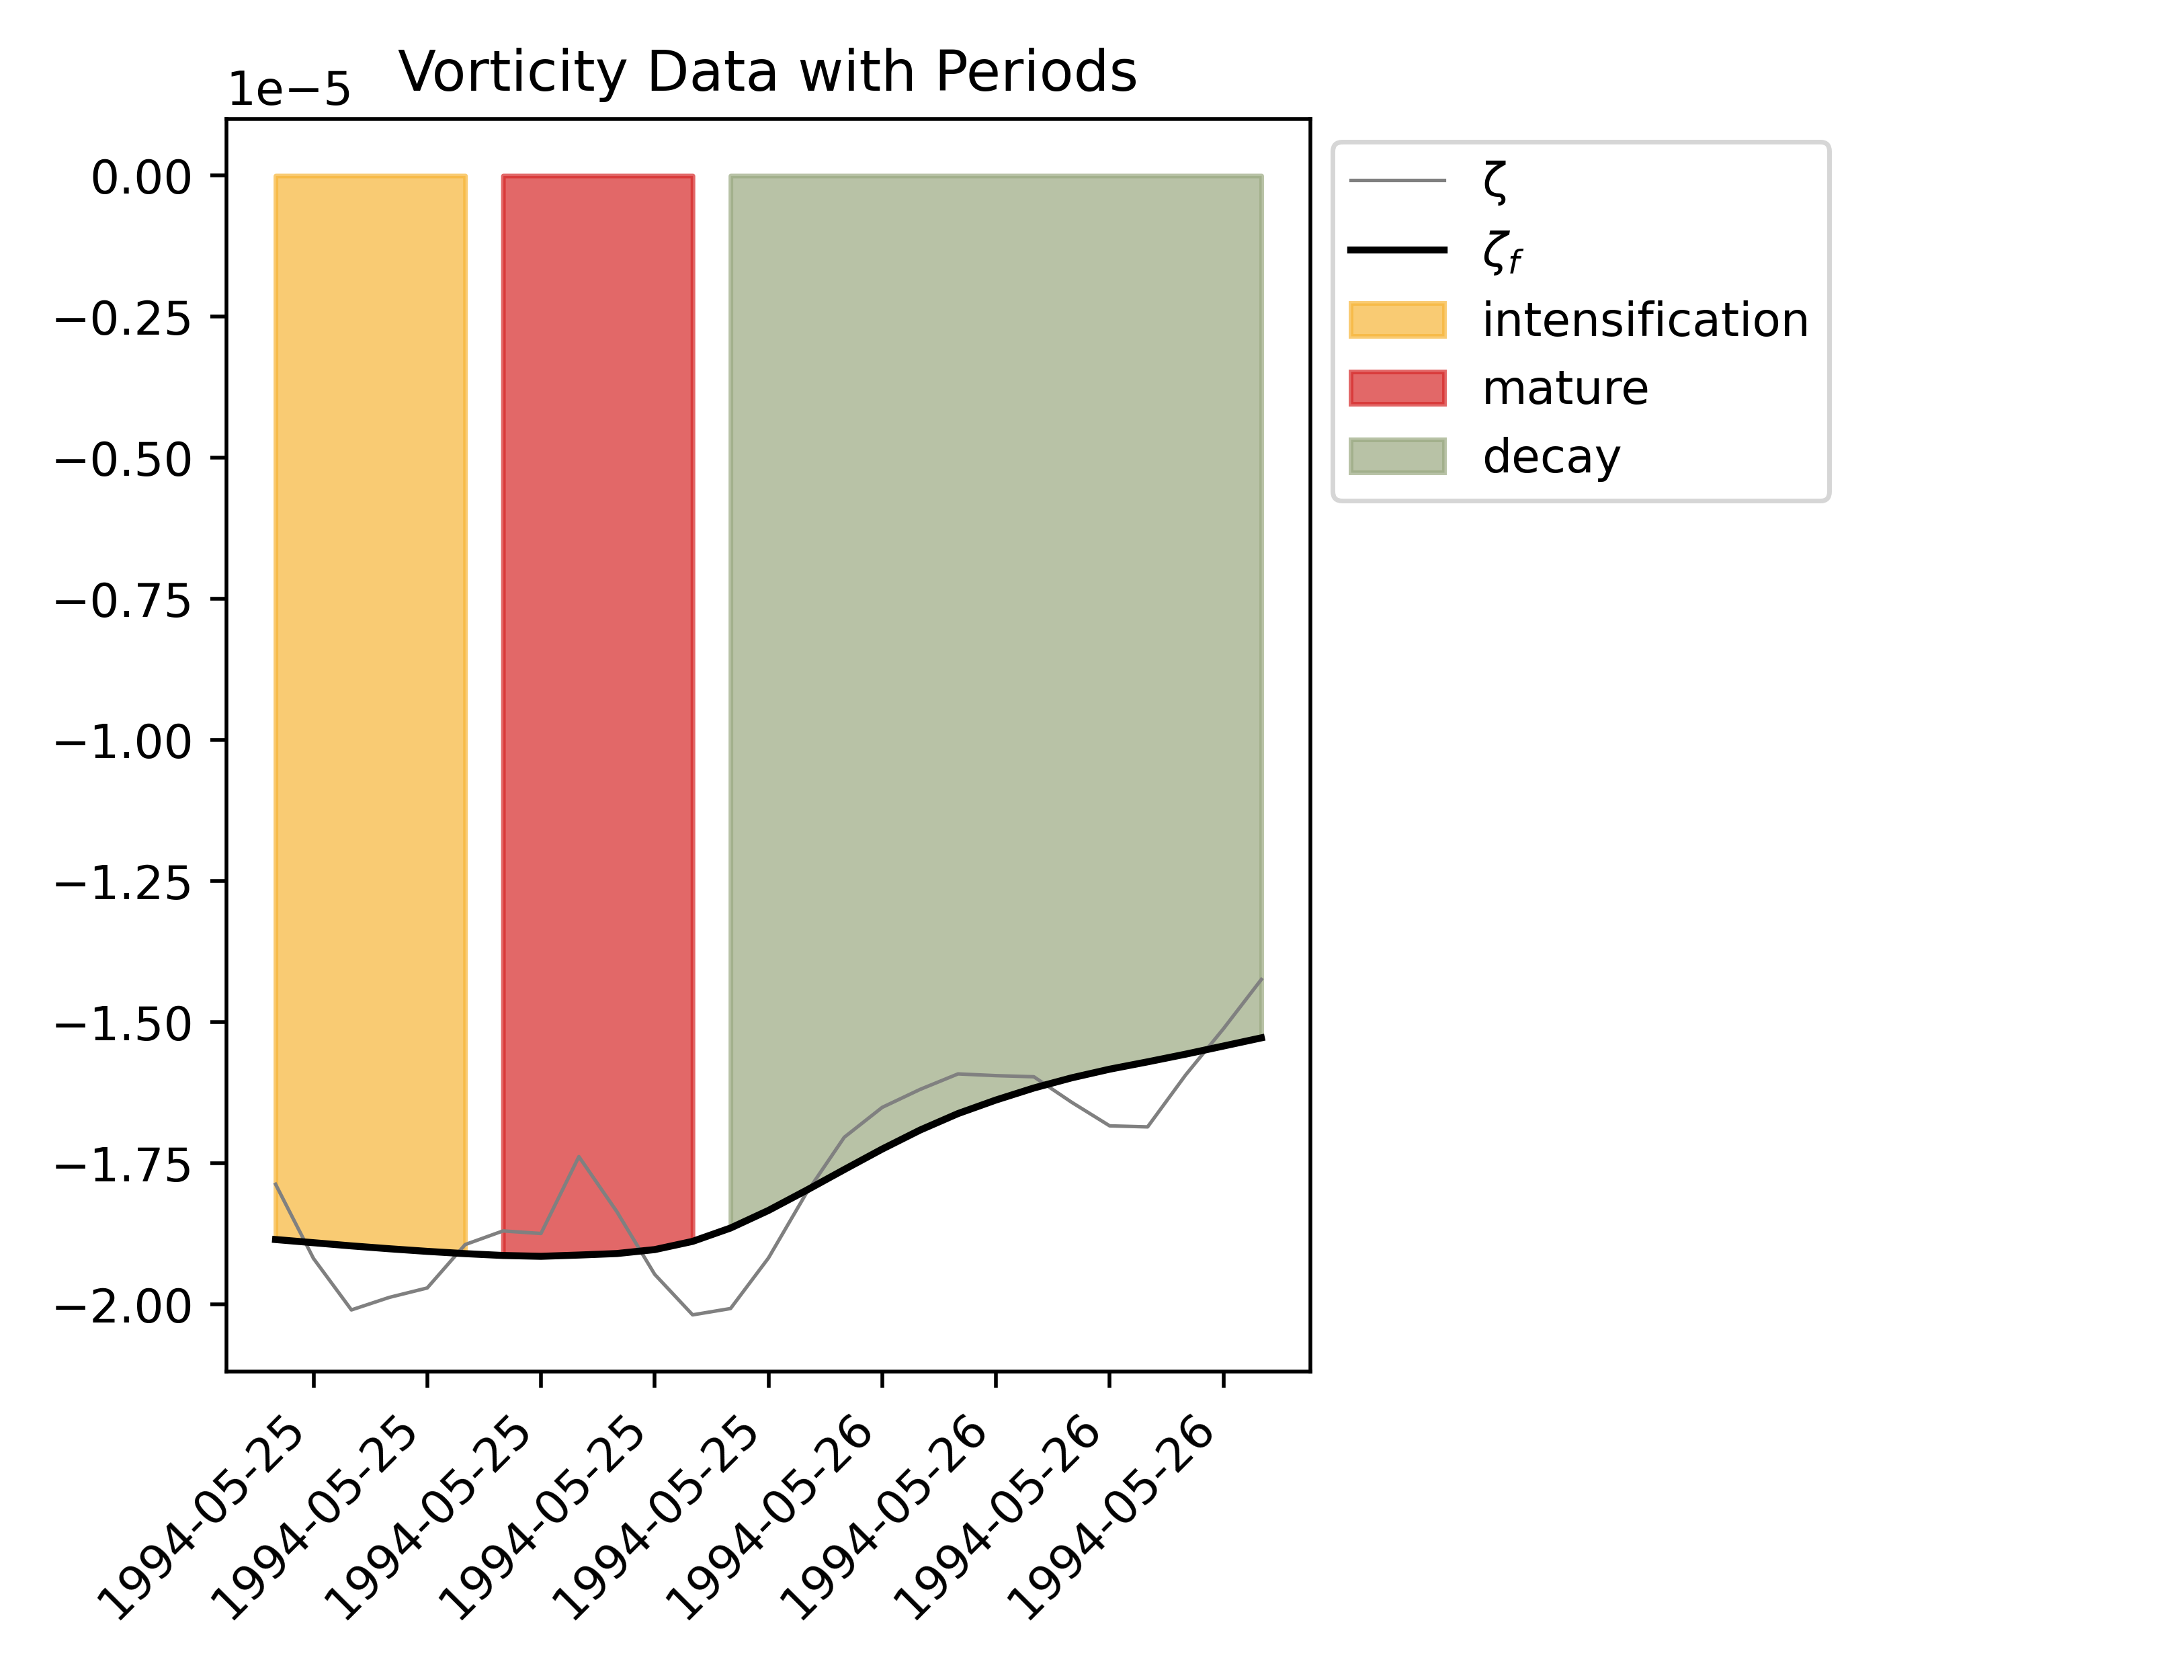 Vorticity Data with Periods
1e−5
0.00
−0.25
−0.50
−0.75
−1.00
−1.25
−1.50
−1.75
−2.00
1994-05-25
1994-05-25
1994-05-25
1994-05-25
1994-05-25
1994-05-26
1994-05-26
1994-05-26
1994-05-26
ζ
ζf
intensification
mature
decay